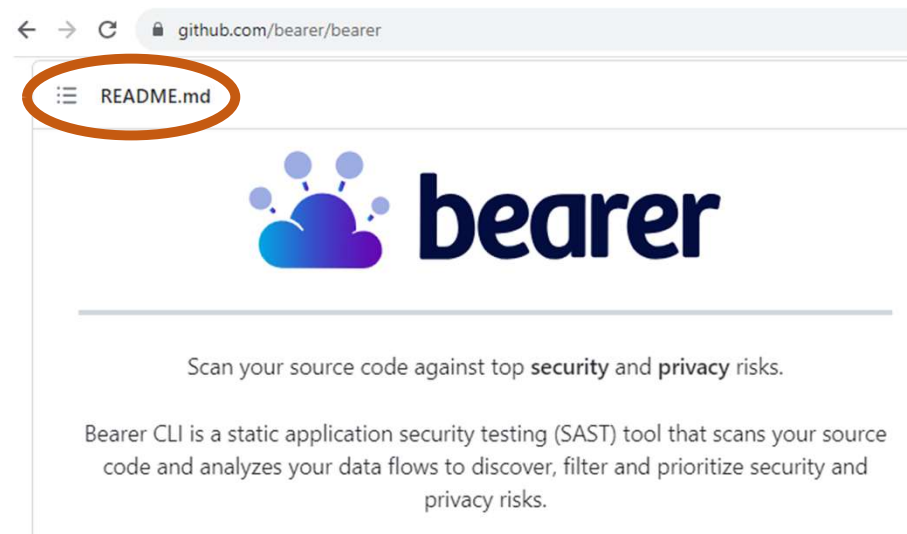 github.com/bearer/bearer
README.md
bearer
Scan your source code against top security and privacy risks.
Bearer CLI is a static application security testing (SAST) tool that scans your source
code and analyzes your data flows to discover, filter and prioritize security and
privacy risks.